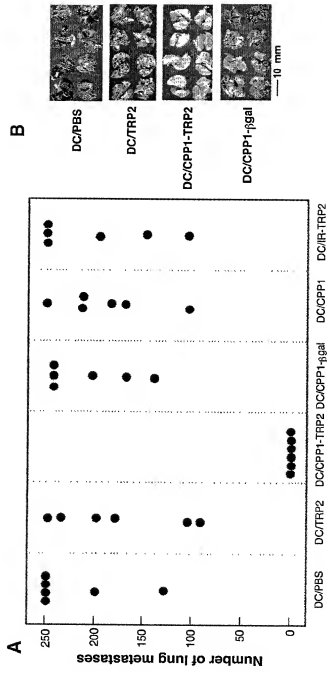 A
Number of lung metastases
250
200
150
100
50
0
DC/PBS
DC/TRP2
DC/CPP1-TRP2
DC/CPP1-βgal
DC/CPP1
DC/IR-TRP2
B
DC/PBS
DC/TRP2
DC/CPP1-TRP2
DC/CPP1-βgal
10 mm